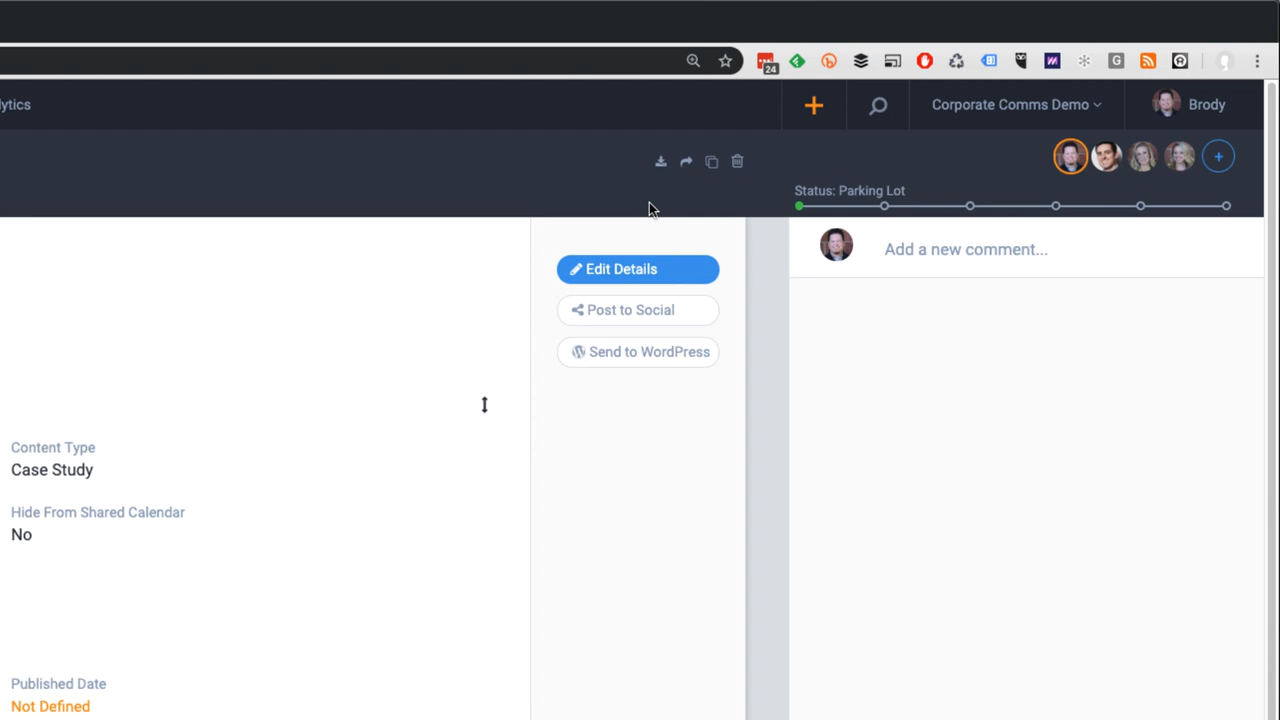 24
G
lytics
Corporate Comms Demo
Brody
Status: Parking Lot
Edit Details
Add a new comment...
Post to Social
Send to WordPress
Content Type
Case Study
Hide From Shared Calendar
No
Published Date
Not Defined